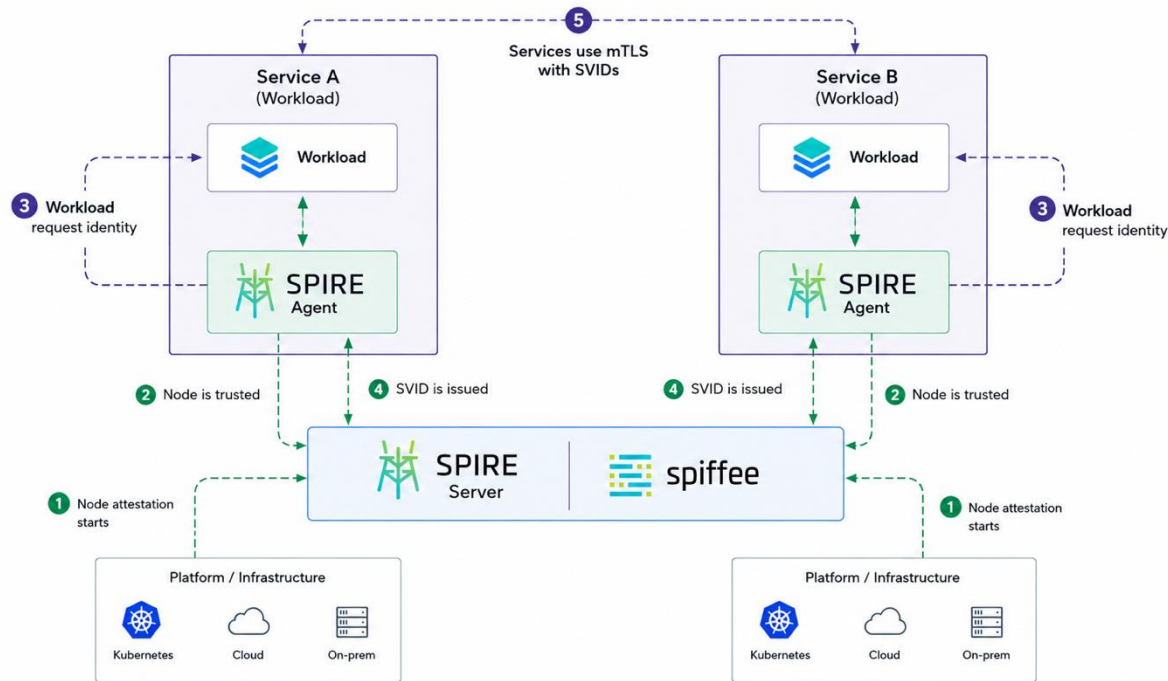 5
Services use mTLS
with SVIDs
Service A
(Workload)
Workload
3 Workload
request identity
SPIRE
Agent
Service B
(Workload)
Workload
3 Workload
request identity
SPIRE
Agent
2 Node is trusted
4 SVID is issued
4 SVID is issued
2 Node is trusted
SPIRE
Server
spiffee
1 Node attestation
starts
1 Node attestation
starts
Platform / Infrastructure
Kubernetes
Cloud
On-prem
Platform / Infrastructure
Kubernetes
Cloud
On-prem